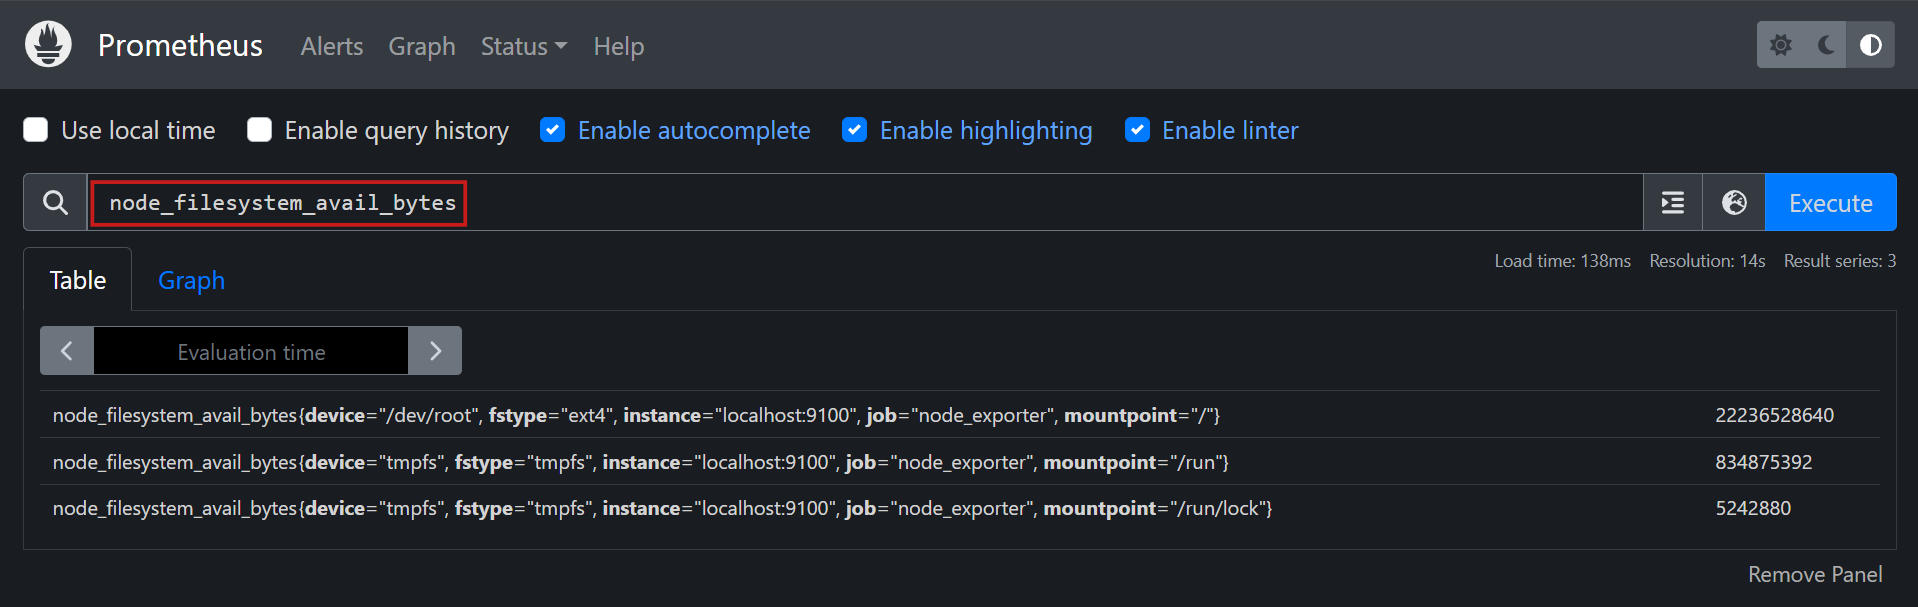 Prometheus Alerts Graph Status Help
Use local time Enable query history Enable autocomplete Enable highlighting Enable linter
node_filesystem_avail_bytes Execute
Load time: 138ms Resolution: 14s Result series: 3
Table Graph
Evaluation time
node_filesystem_avail_bytes{device="/dev/root", fstype="ext4", instance="localhost:9100", job="node_exporter", mountpoint="/"} 22236528640
node_filesystem_avail_bytes{device="tmpfs", fstype="tmpfs", instance="localhost:9100", job="node_exporter", mountpoint="/run"} 834875392
node_filesystem_avail_bytes{device="tmpfs", fstype="tmpfs", instance="localhost:9100", job="node_exporter", mountpoint="/run/lock"} 5242880
Remove Panel